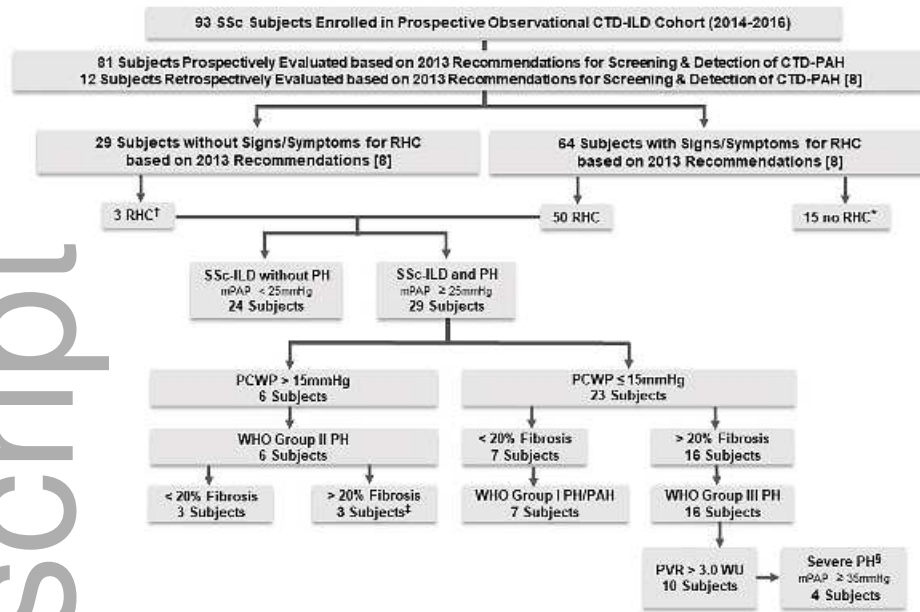 93 SSc Subjects Enrolled in Prospective Observational CTD-ILD Cohort (2014-2016)
81 Subjects Prospectively Evaluated based on 2013 Recommendations for Screening & Detection of CTD-PAH
12 Subjects Retrospectively Evaluated based on 2013 Recommendations for Screening & Detection of CTD-PAH [8]
29 Subjects without Signs/Symptoms for RHC
based on 2013 Recommendations [8]
64 Subjects with Signs/Symptoms for RHC
based on 2013 Recommendations [8]
3 RHC†
50 RHC
15 no RHC*
SSc-ILD without PH
mPAP < 25mmHg
24 Subjects
SSc-ILD and PH
mPAP ≥ 25mmHg
29 Subjects
PCWP > 15mmHg
6 Subjects
PCWP ≤ 15mmHg
23 Subjects
WHO Group II PH
6 Subjects
< 20% Fibrosis
7 Subjects
> 20% Fibrosis
16 Subjects
< 20% Fibrosis
3 Subjects
> 20% Fibrosis
3 Subjects‡
WHO Group I PH/PAH
7 Subjects
WHO Group III PH
16 Subjects
PVR > 3.0 WU
10 Subjects
Severe PH§
mPAP ≥ 35mmHg
4 Subjects
script